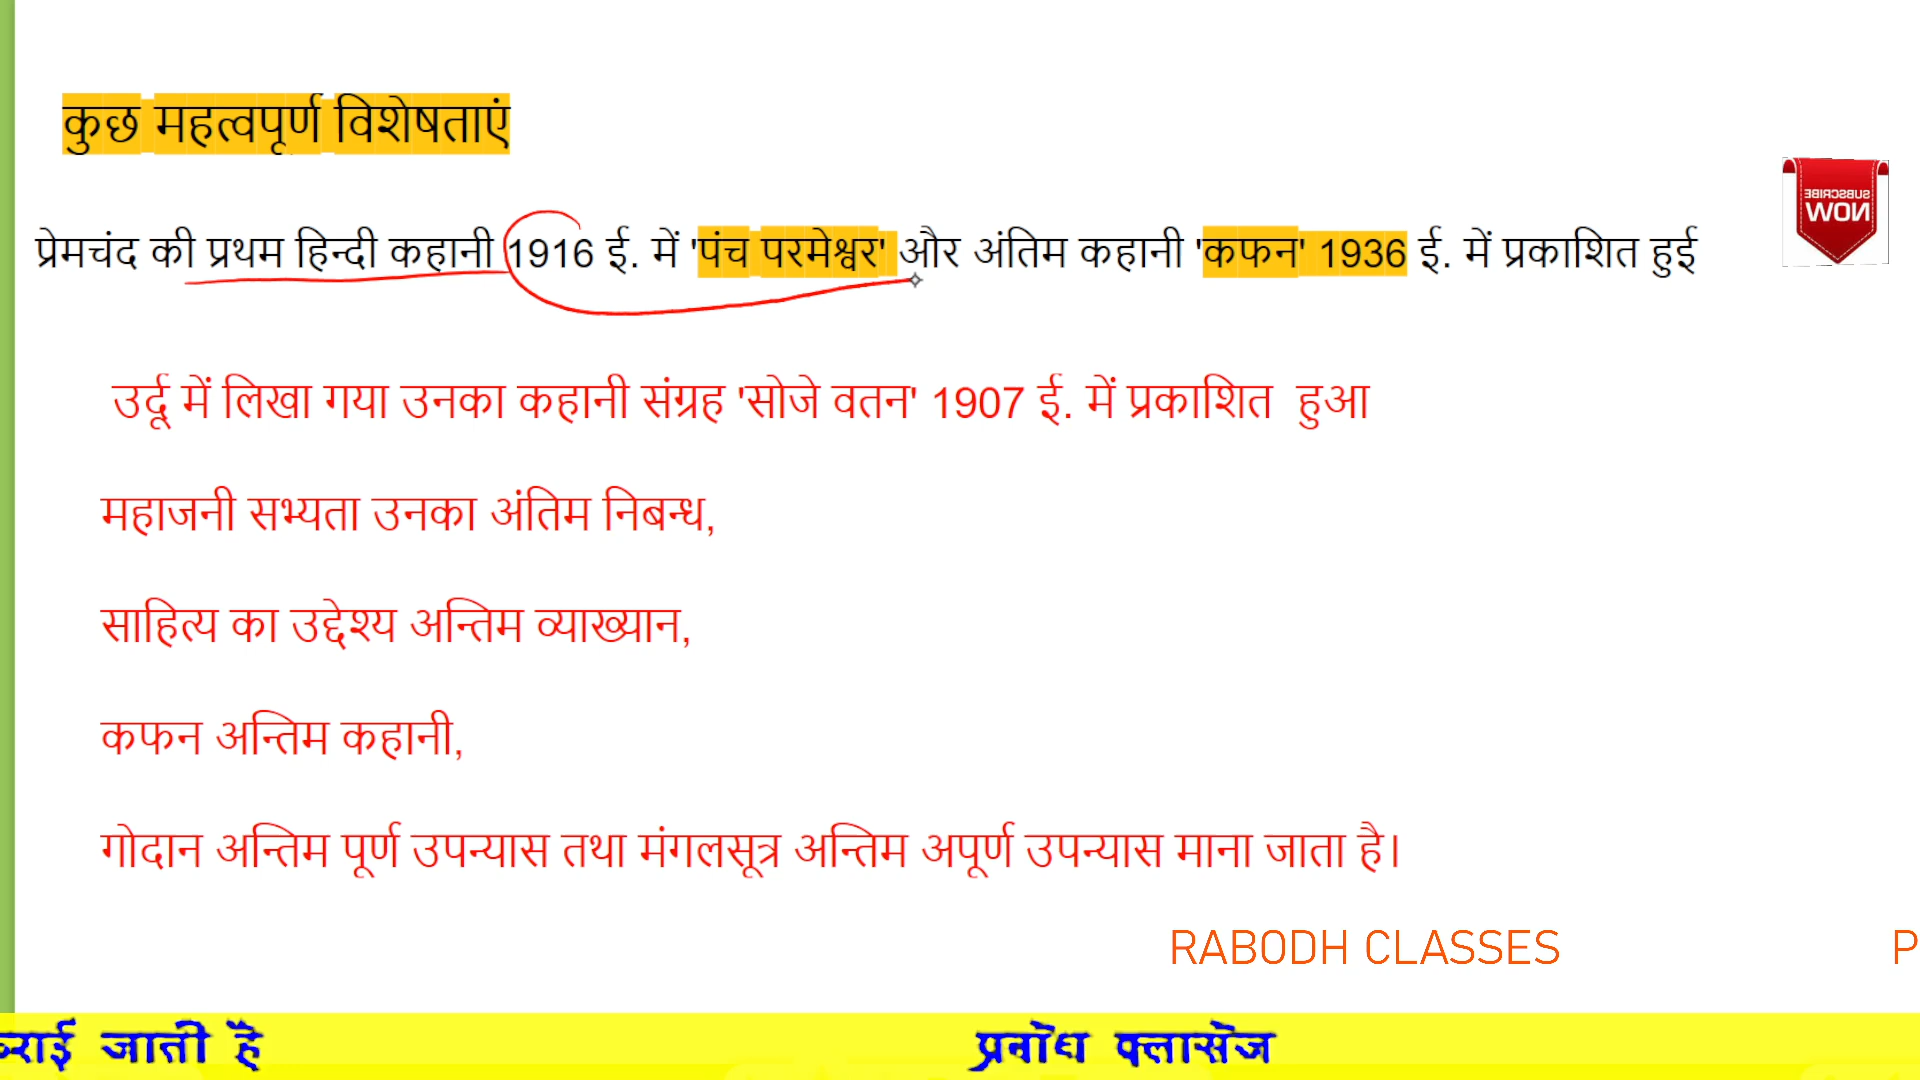 कुछ महत्वपूर्ण विशेषताएं
प्रेमचंद की प्रथम हिन्दी कहानी 1916 ई. में 'पंच परमेश्वर' और अंतिम कहानी 'कफन' 1936 ई. में प्रकाशित हुई
SUBSCRIBE
NOW
उर्दू में लिखा गया उनका कहानी संग्रह 'सोजे वतन' 1907 ई. में प्रकाशित हुआ
महाजनी सभ्यता उनका अंतिम निबन्ध,
साहित्य का उद्देश्य अन्तिम व्याख्यान,
कफन अन्तिम कहानी,
गोदान अन्तिम पूर्ण उपन्यास तथा मंगलसूत्र अन्तिम अपूर्ण उपन्यास माना जाता है।
RABODH CLASSES P
राई जाती है प्रबोध क्लासेज